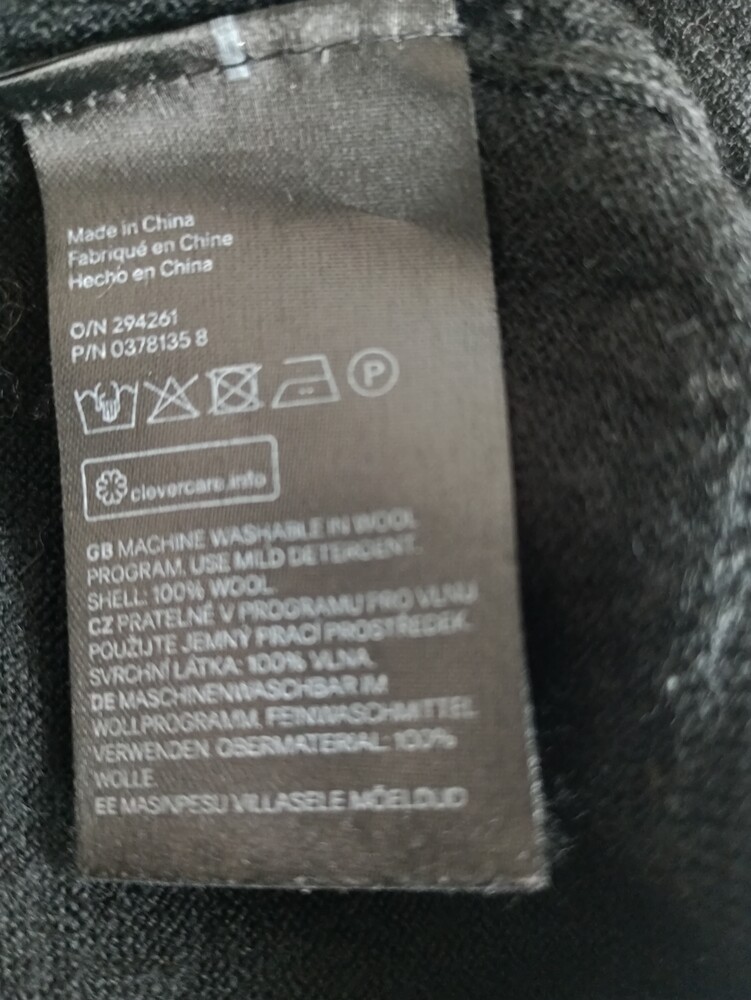 Made in China
Fabriqué en Chine
Hecho en China
O/N 294261
P/N 0378135 8
P
clevercare.info
GB MACHINE WASHABLE IN WOOL
PROGRAM. USE MILD DETERGENT.
SHELL: 100% WOOL.
CZ PRATELNÉ V PROGRAMU PRO VLNU
POUŽIJTE JEMNÝ PRACÍ PROSTŘEDEK.
SVRCHNÍ LÁTKA: 100% VLNA.
DE MASCHINENWASCHBAR IM
WOLLPROGRAMM. FEINWASCHMITTEL
VERWENDEN. OBERMATERIAL: 100%
WOLLE
EE MASINPESU VILLASELE MÕELDUD